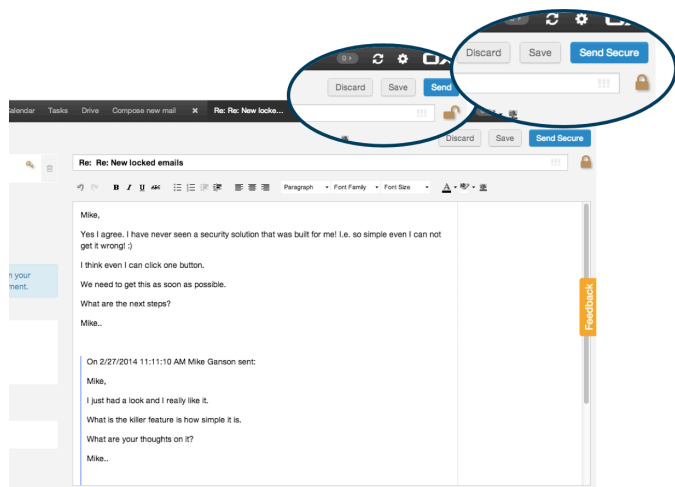 Discard Save Send Secure
Discard Save Send
Calendar Tasks Drive Compose new mail ✖ Re: Re: New locke...
Discard Save Send Secure
Re: Re: New locked emails
B I U ABC Paragraph Font Family Font Size A
Mike,
Yes I agree. I have never seen a security solution that was built for me! I.e. so simple even I can not
get it wrong! :)
I think even I can click one button.
We need to get this as soon as possible.
What are the next steps?
Mike..
n your
ment.
Feedback
On 2/27/2014 11:11:10 AM Mike Ganson sent:
Mike,
I just had a look and I really like it.
What is the killer feature is how simple it is.
What are your thoughts on it?
Mike..